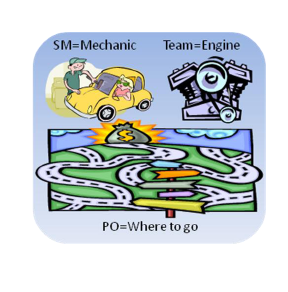 SM=Mechanic Team=Engine
$
PO=Where to go